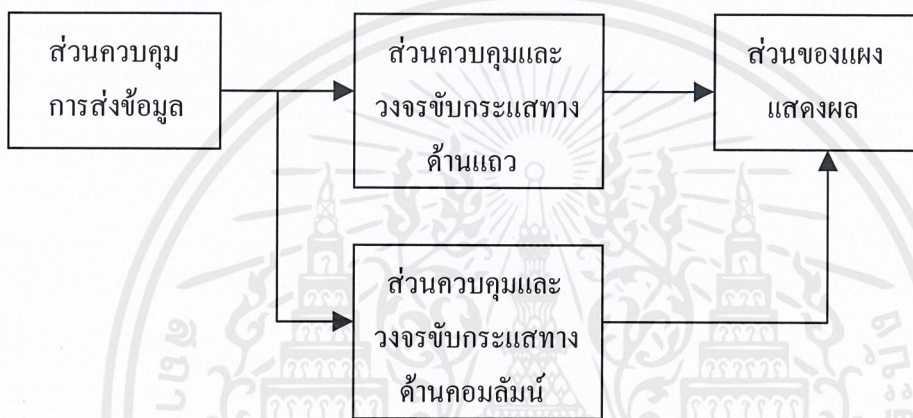 ส่วนควบคุม
การส่งข้อมูล
ส่วนควบคุมและ
วงจรขับกระแสทาง
ด้านแถว
ส่วนของแผง
แสดงผล
ส่วนควบคุมและ
วงจรขับกระแสทาง
ด้านคอมลัมน์